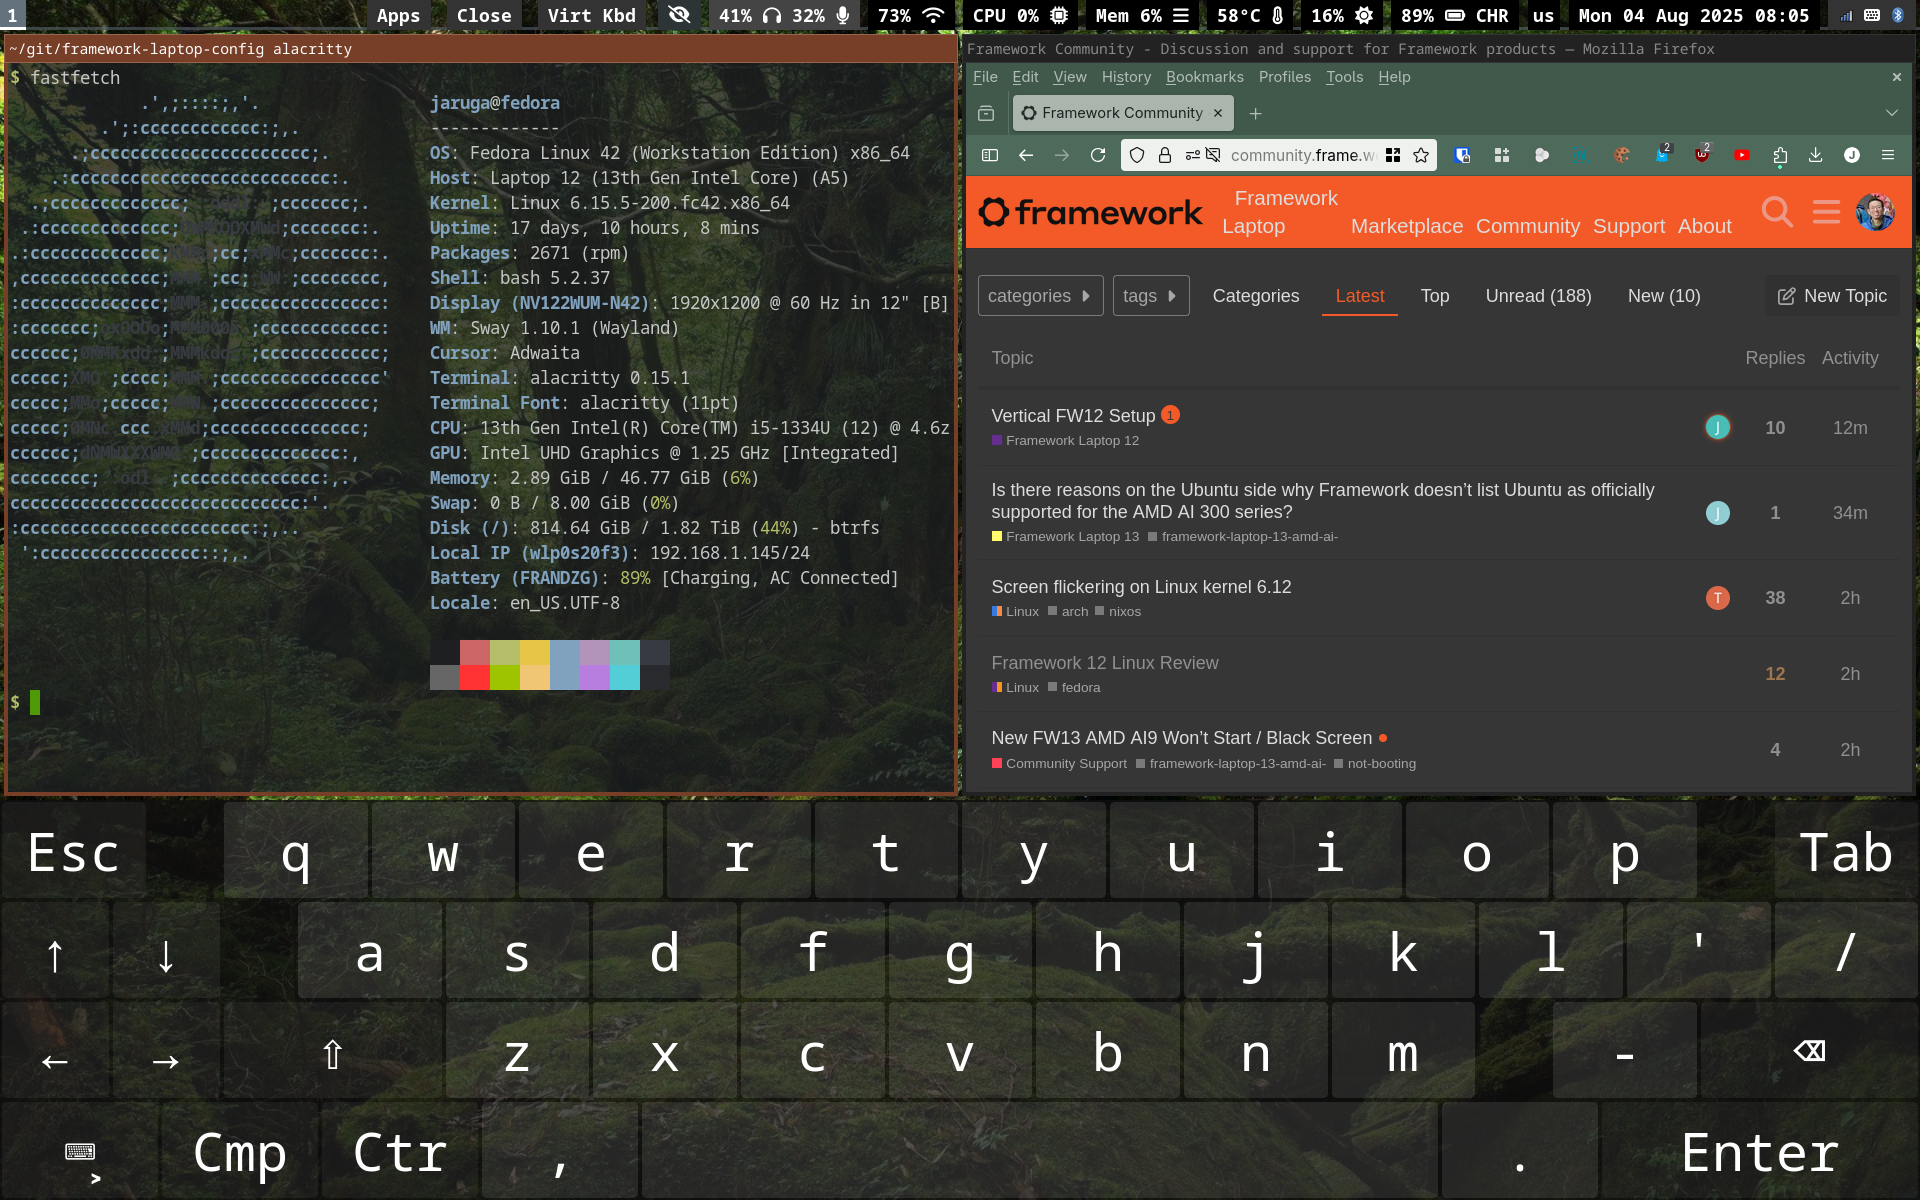 1 Apps Close Virt Kbd 41% 32% 73% CPU 0% Mem 6% 58°C 16% 89% CHR us Mon 04 Aug 2025 08:05
~/git/framework-laptop-config alacritty
$ fastfetch
jaruga@fedora
-------------
OS: Fedora Linux 42 (Workstation Edition) x86_64
Host: Laptop 12 (13th Gen Intel Core) (A5)
Kernel: Linux 6.15.5-200.fc42.x86_64
Uptime: 17 days, 10 hours, 8 mins
Packages: 2671 (rpm)
Shell: bash 5.2.37
Display (NV122WUM-N42): 1920x1200 @ 60 Hz in 12" [B]
WM: Sway 1.10.1 (Wayland)
Cursor: Adwaita
Terminal: alacritty 0.15.1
Terminal Font: alacritty (11pt)
CPU: 13th Gen Intel(R) Core(TM) i5-1334U (12) @ 4.6z
GPU: Intel UHD Graphics @ 1.25 GHz [Integrated]
Memory: 2.89 GiB / 46.77 GiB (6%)
Swap: 0 B / 8.00 GiB (0%)
Disk (/): 814.64 GiB / 1.82 TiB (44%) - btrfs
Local IP (wlp0s20f3): 192.168.1.145/24
Battery (FRANDZG): 89% [Charging, AC Connected]
Locale: en_US.UTF-8
$
Framework Community - Discussion and support for Framework products — Mozilla Firefox
File Edit View History Bookmarks Profiles Tools Help
Framework Community
community.frame.w
2 2 J
framework Framework Laptop Marketplace Community Support About
categories tags Categories Latest Top Unread (188) New (10) New Topic
Topic Replies Activity
Vertical FW12 Setup 1 J 10 12m
Framework Laptop 12
Is there reasons on the Ubuntu side why Framework doesn’t list Ubuntu as officially
supported for the AMD AI 300 series? J 1 34m
Framework Laptop 13 framework-laptop-13-amd-ai-
Screen flickering on Linux kernel 6.12 T 38 2h
Linux arch nixos
Framework 12 Linux Review 12 2h
Linux fedora
New FW13 AMD AI9 Won’t Start / Black Screen 4 2h
Community Support framework-laptop-13-amd-ai- not-booting
Esc q w e r t y u i o p Tab
↑ ↓ a s d f g h j k l ' /
← → ⇧ z x c v b n m - ⌫
⌨> Cmp Ctr , . Enter